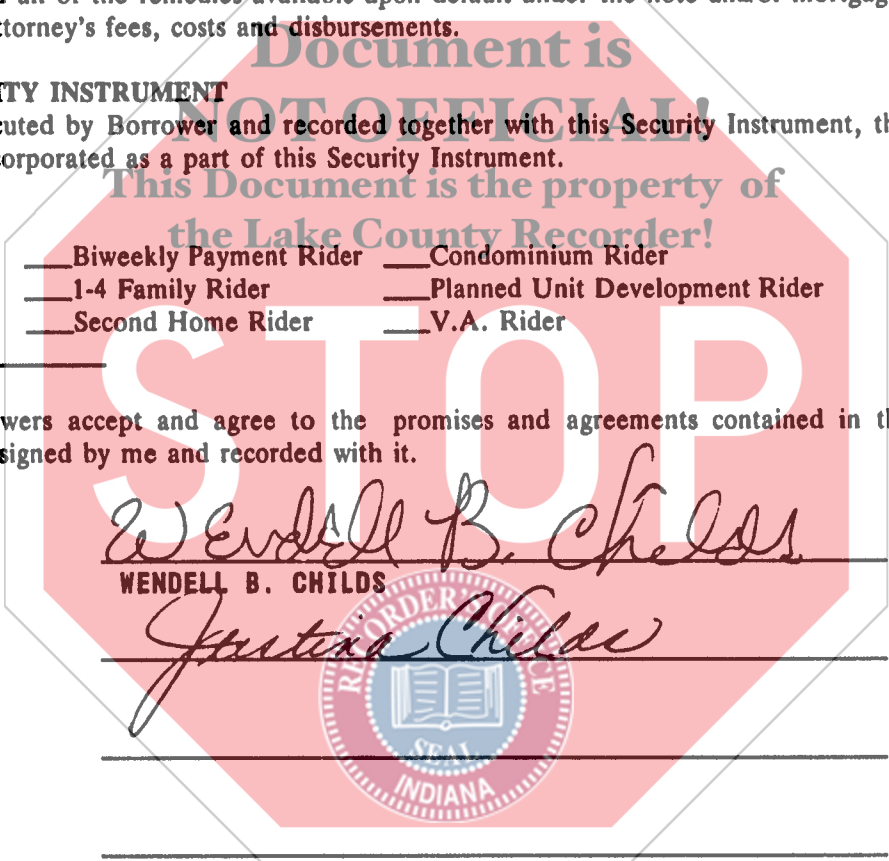 all of the remedies available upon default under the note and/or mortgag
ttorney's fees, costs and disbursements.
Document is
ITY INSTRUMENT
NOT OFFICIAL!
cuted by Borrower and recorded together with this Security Instrument, th
corporated as a part of this Security Instrument.
This Document is the property of
the Lake County Recorder!
___Biweekly Payment Rider ___Condominium Rider
___1-4 Family Rider ___Planned Unit Development Rider
___Second Home Rider ___V.A. Rider
STOP
wers accept and agree to the promises and agreements contained in th
signed by me and recorded with it.
Wendell B. Childs
WENDELL B. CHILDS
Justina Childs
RECORDER'S OFFICE
SEAL
INDIANA